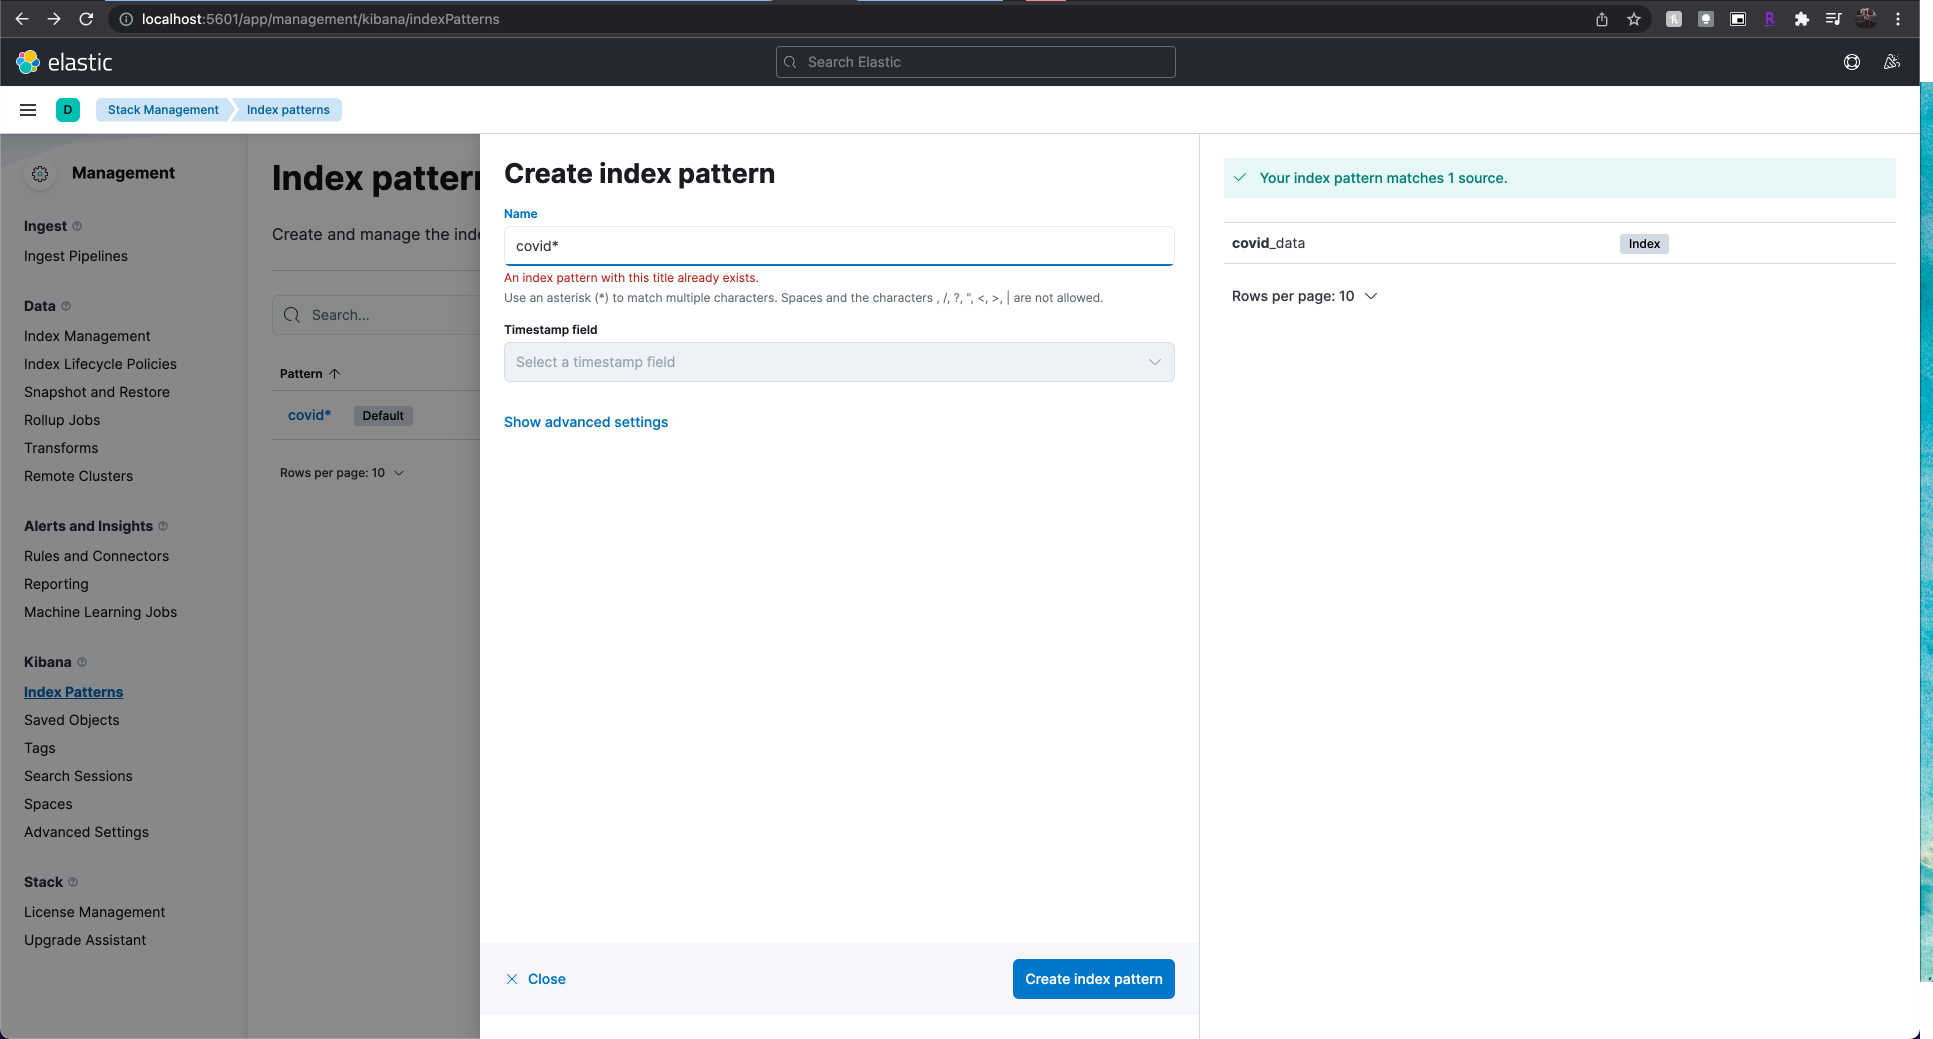 localhost:5601/app/management/kibana/indexPatterns
R
elastic
Search Elastic
D
Stack Management
Index patterns
Management
Ingest
Ingest Pipelines
Data
Index Management
Index Lifecycle Policies
Snapshot and Restore
Rollup Jobs
Transforms
Remote Clusters
Alerts and Insights
Rules and Connectors
Reporting
Machine Learning Jobs
Kibana
Index Patterns
Saved Objects
Tags
Search Sessions
Spaces
Advanced Settings
Stack
License Management
Upgrade Assistant
Index patter
Create and manage the ind
Search...
Pattern
covid* Default
Rows per page: 10
Create index pattern
Name
covid*
An index pattern with this title already exists.
Use an asterisk (*) to match multiple characters. Spaces and the characters , /, ?, ", <, >, | are not allowed.
Timestamp field
Select a timestamp field
Show advanced settings
Close
Create index pattern
Your index pattern matches 1 source.
covid_data Index
Rows per page: 10